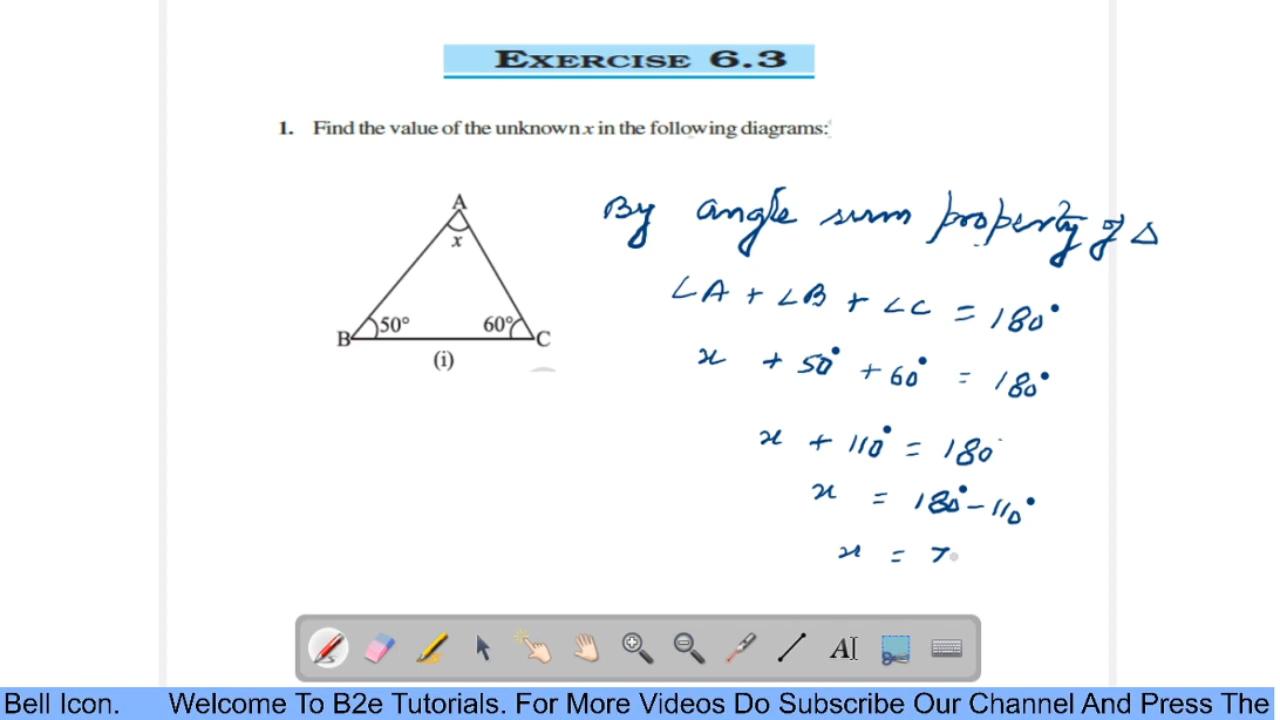 EXERCISE 6.3
1. Find the value of the unknown x in the following diagrams:
A
x
B 50° 60° C
(i)
By angle sum property of Δ
∠A + ∠B + ∠C = 180°
x + 50° + 60° = 180°
x + 110° = 180
x = 180° - 110°
x = 7
AI
Bell Icon. Welcome To B2e Tutorials. For More Videos Do Subscribe Our Channel And Press The